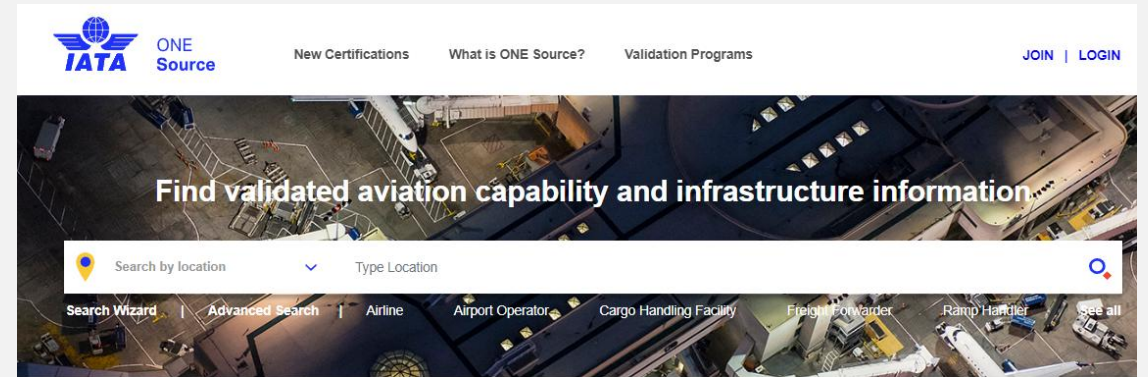 IATA
ONE
Source
New Certifications
What is ONE Source?
Validation Programs
JOIN | LOGIN
Find validated aviation capability and infrastructure information
Search by location
Type Location
Search Wizard | Advanced Search | Airline Airport Operator Cargo Handling Facility Freight Forwarder Ramp Handler See all